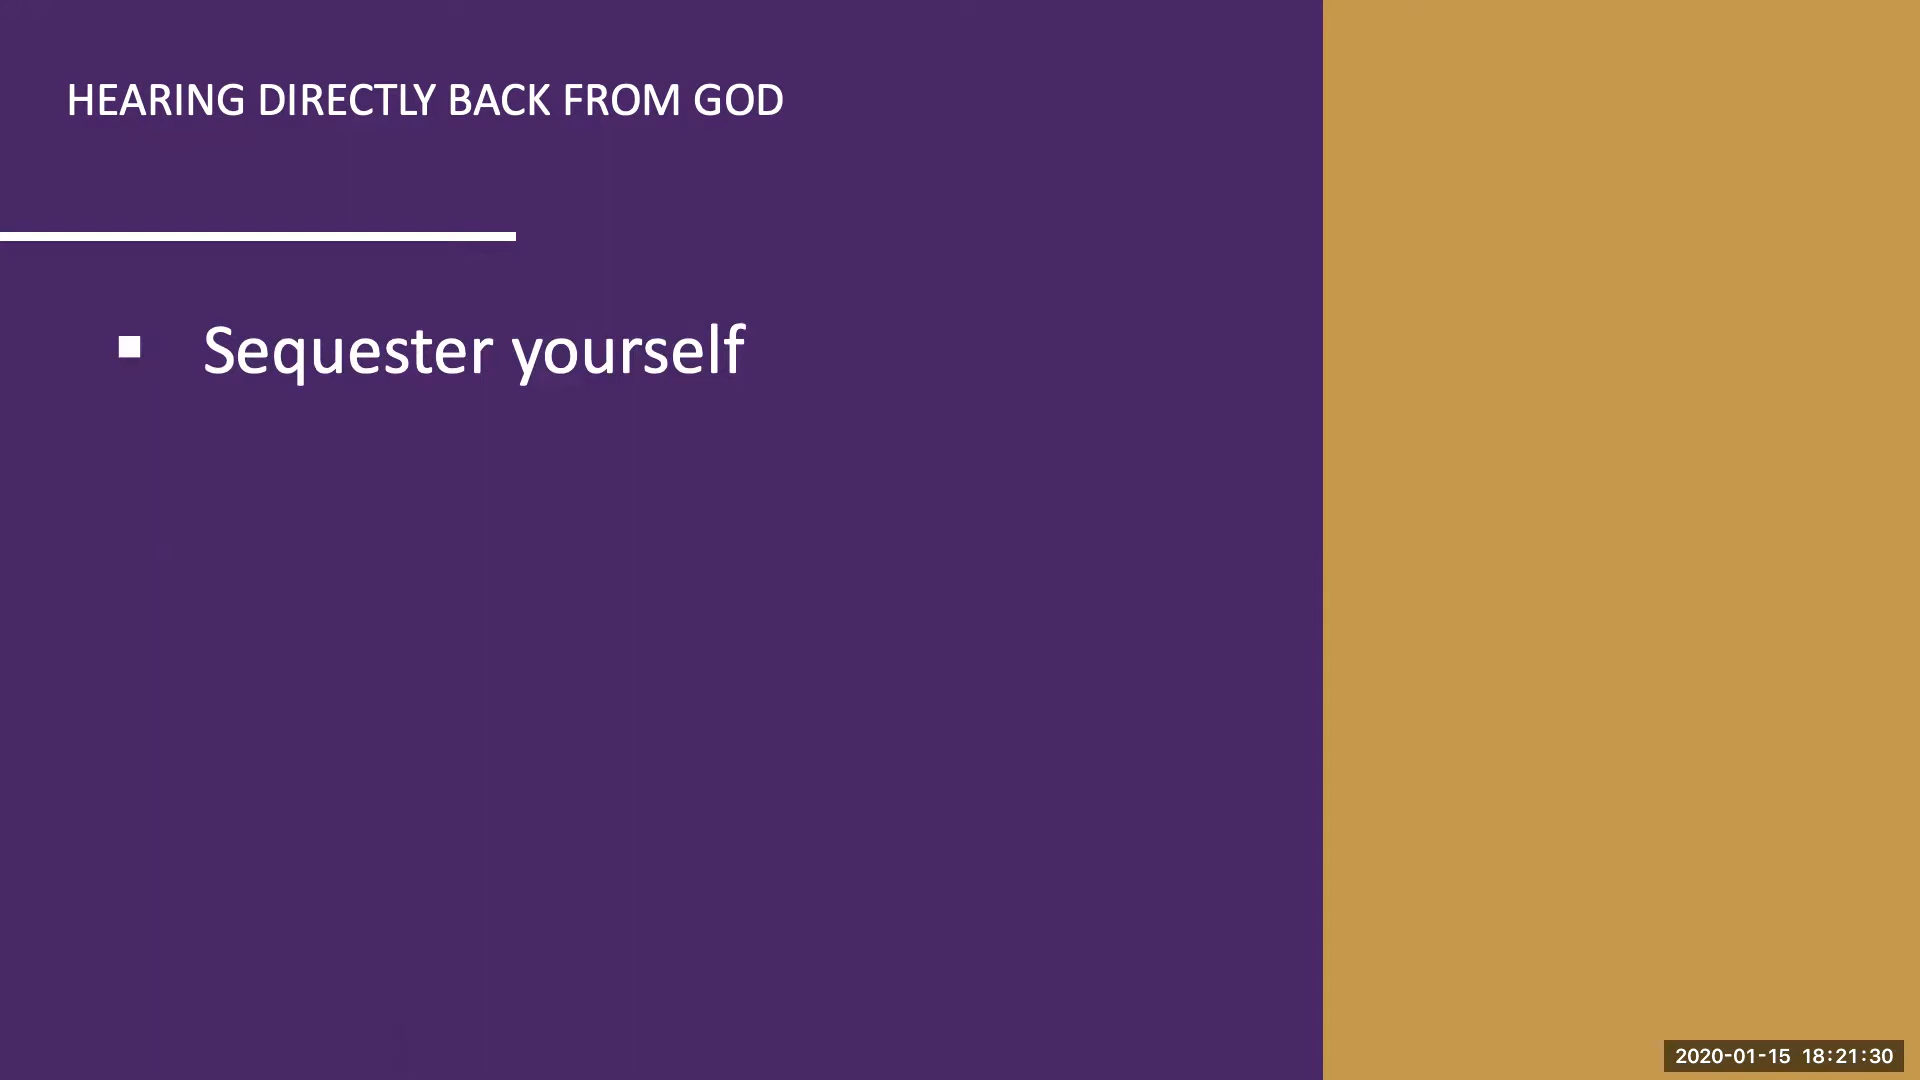 HEARING DIRECTLY BACK FROM GOD
▪ Sequester yourself
2020-01-15 18:21:30